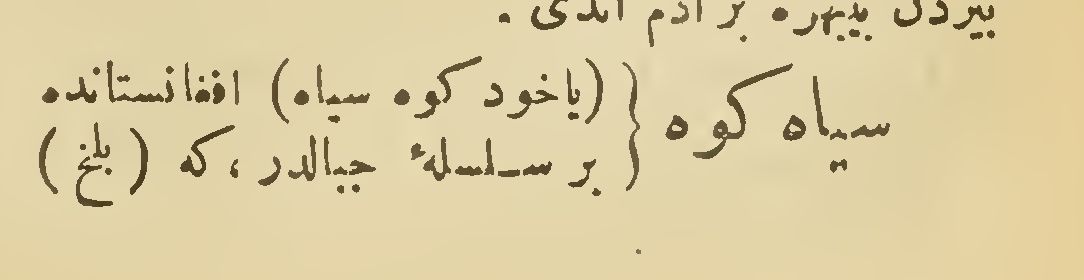 بیردن بیبهره بر آدم ایدی .
سیاه کوه { (یاخود کوه سیاه) افغانستانده
بر سلسلهٔ جبالدر ، که (بلخ)